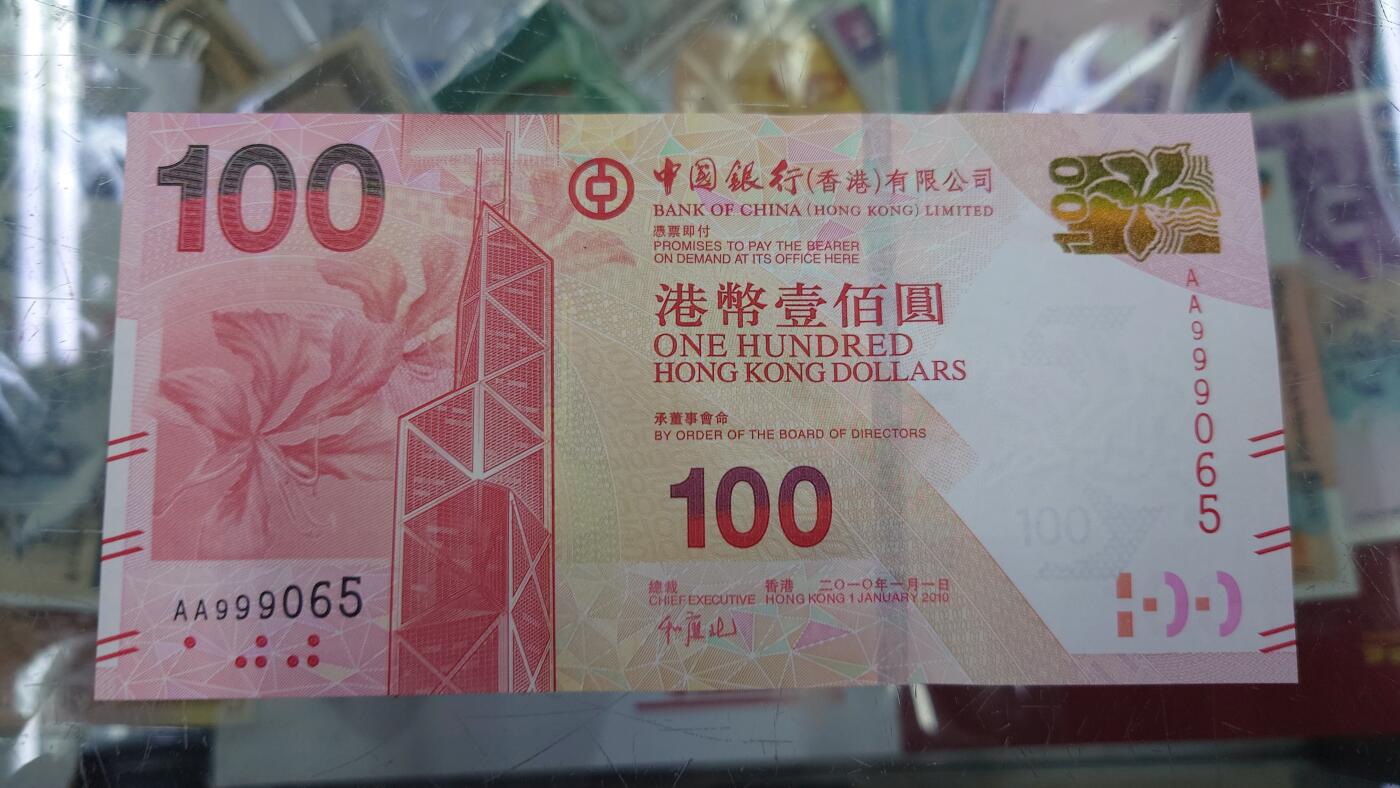 100
中國銀行(香港)有限公司
BANK OF CHINA (HONG KONG) LIMITED
憑票即付
PROMISES TO PAY THE BEARER
ON DEMAND AT ITS OFFICE HERE
港幣壹佰圓
ONE HUNDRED
HONG KONG DOLLARS
承董事會命
BY ORDER OF THE BOARD OF DIRECTORS
100
總裁
CHIEF EXECUTIVE
香港 二〇一〇年一月一日
HONG KONG 1 JANUARY 2010
100
AA999065
100
100
AA999065